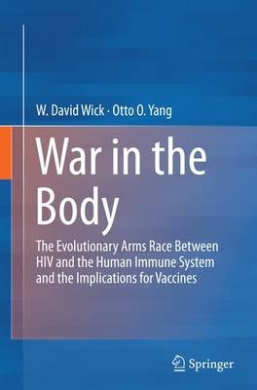 W. David Wick · Otto O. Yang
War in the
Body
The Evolutionary Arms Race Between
HIV and the Human Immune System
and the Implications for Vaccines
Springer